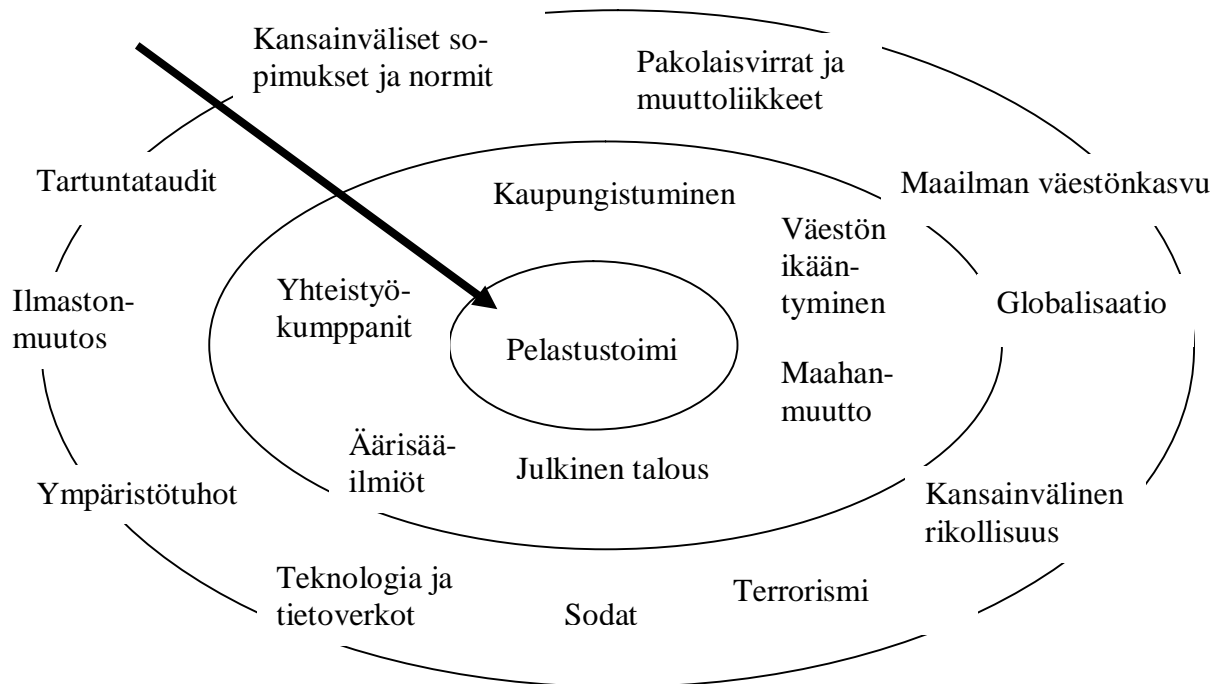 Kansainväliset so-
pimukset ja normit
Pakolaisvirrat ja
muuttoliikkeet
Tartuntataudit
Kaupungistuminen
Maailman väestönkasvu
Väestön
ikään-
tyminen
Ilmaston-
muutos
Yhteistyö-
kumppanit
Globalisaatio
Pelastustoimi
Maahan-
muutto
Äärisää-
ilmiöt
Julkinen talous
Ympäristötuhot
Kansainvälinen
rikollisuus
Teknologia ja
tietoverkot
Sodat
Terrorismi